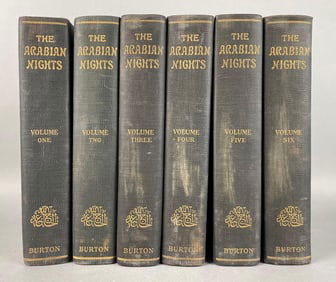 THE
ARABIAN
NIGHTS
VOLUME
ONE
BURTON
THE
ARABIAN
NIGHTS
VOLUME
TWO
BURTON
THE
ARABIAN
NIGHTS
VOLUME
THREE
BURTON
THE
ARABIAN
NIGHTS
VOLUME
FOUR
BURTON
THE
ARABIAN
NIGHTS
VOLUME
FIVE
BURTON
THE
ARABIAN
NIGHTS
VOLUME
SIX
BURTON